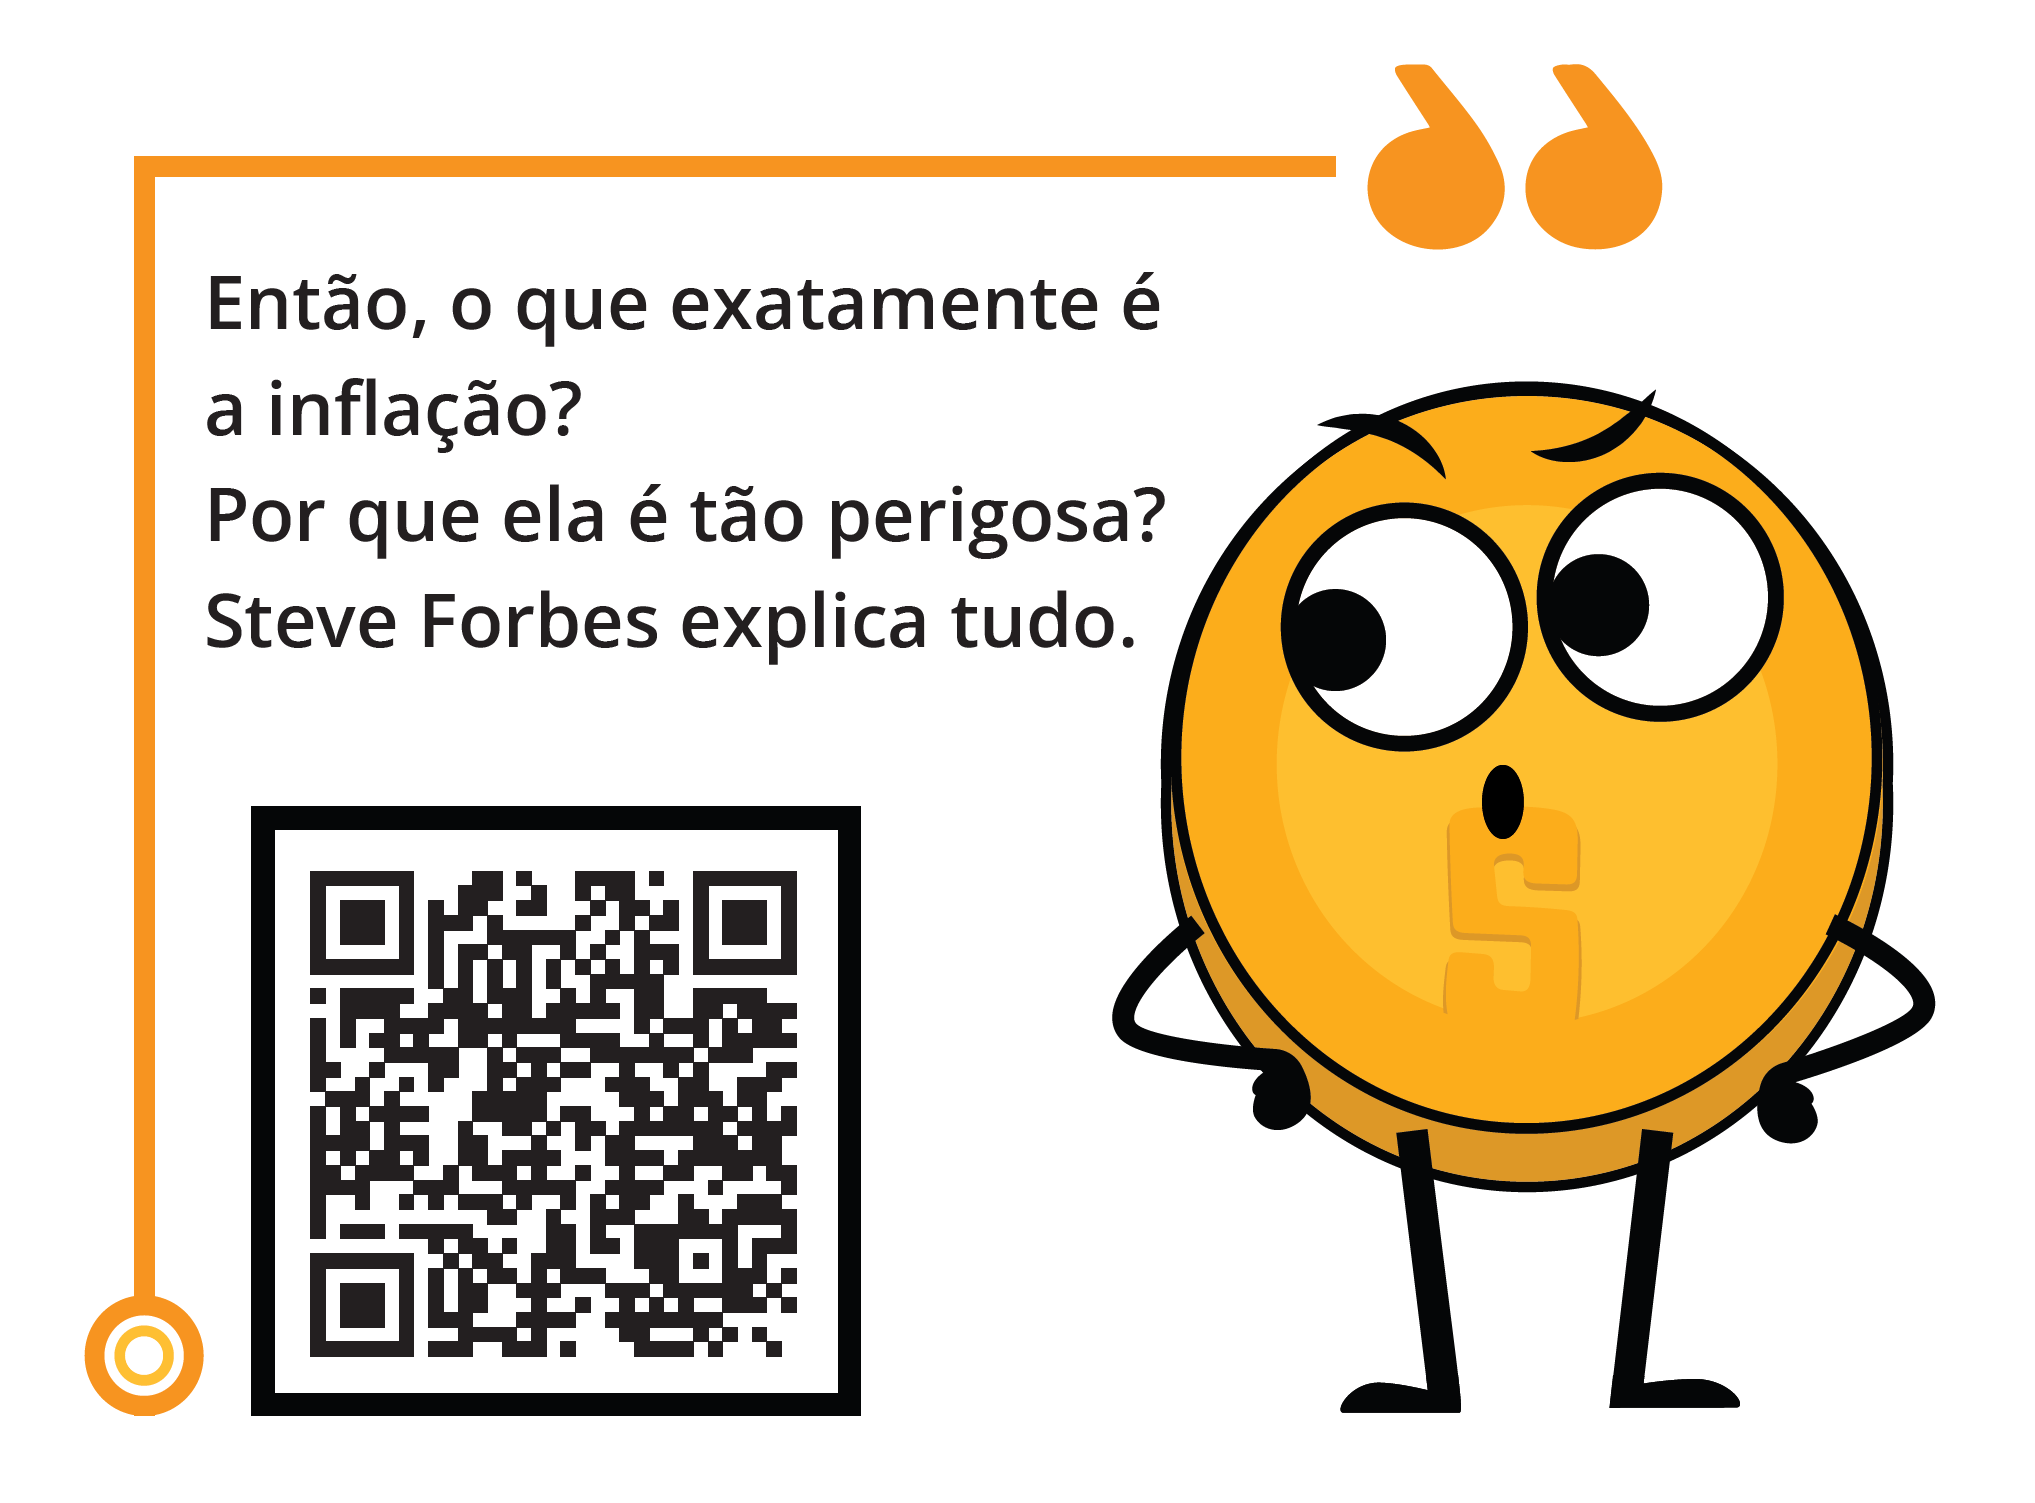 Então, o que exatamente é
a inflação?
Por que ela é tão perigosa?
Steve Forbes explica tudo.